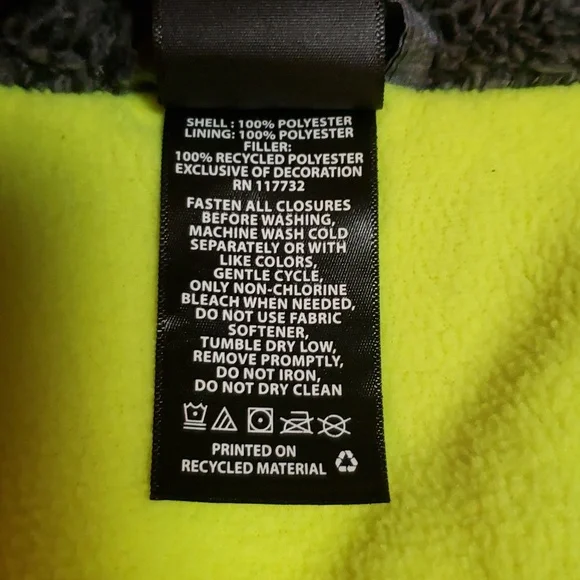 SHELL : 100% POLYESTER
LINING: 100% POLYESTER
FILLER:
100% RECYCLED POLYESTER
EXCLUSIVE OF DECORATION
RN 117732
FASTEN ALL CLOSURES
BEFORE WASHING,
MACHINE WASH COLD
SEPARATELY OR WITH
LIKE COLORS,
GENTLE CYCLE,
ONLY NON-CHLORINE
BLEACH WHEN NEEDED,
DO NOT USE FABRIC
SOFTENER,
TUMBLE DRY LOW,
REMOVE PROMPTLY,
DO NOT IRON,
DO NOT DRY CLEAN
PRINTED ON
RECYCLED MATERIAL